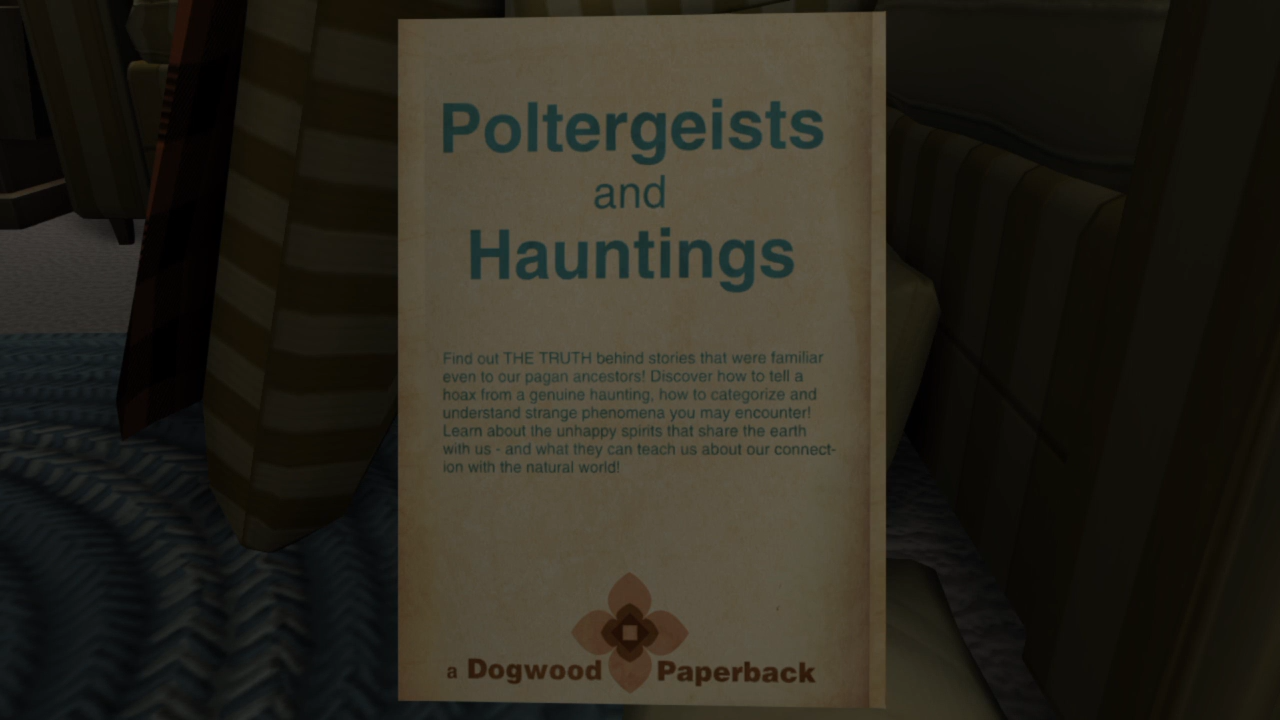 Poltergeists
and
Hauntings
Find out THE TRUTH behind stories that were familiar
even to our pagan ancestors! Discover how to tell a
hoax from a genuine haunting, how to categorize and
understand strange phenomena you may encounter!
Learn about the unhappy spirits that share the earth
with us - and what they can teach us about our connect-
ion with the natural world!
a Dogwood Paperback